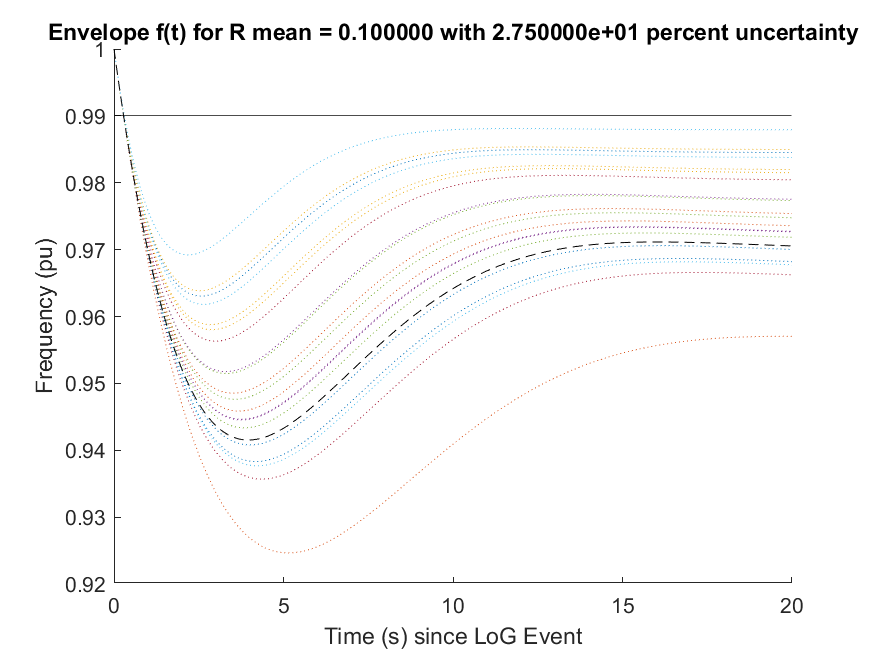 Envelope f(t) for R mean = 0.100000 with 2.750000e+01 percent uncertainty
1
0.99
0.98
0.97
0.96
0.95
0.94
0.93
0.92
Frequency (pu)
0 5 10 15 20
Time (s) since LoG Event